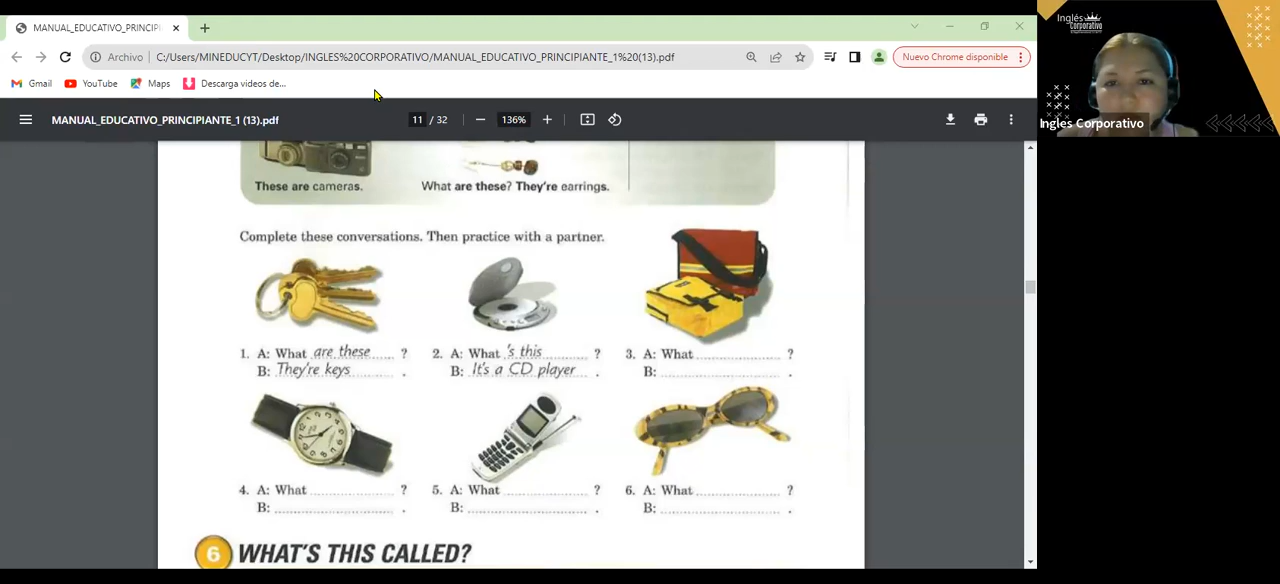 MANUAL_EDUCATIVO_PRINCIPI
Archivo
C:/Users/MINEDUCYT/Desktop/INGLES%20CORPORATIVO/MANUAL_EDUCATIVO_PRINCIPIANTE_1%20(13).pdf
Nuevo Chrome disponible
Gmail
YouTube
Maps
Descarga videos de...
MANUAL_EDUCATIVO_PRINCIPIANTE_1 (13).pdf
11 / 32
136%
Inglés
Corporativo
Ingles Corporativo
These are cameras.
What are these? They're earrings.
Complete these conversations. Then practice with a partner.
1. A: What are these ?
B: They're keys .
2. A: What 's this ?
B: It's a CD player .
3. A: What ?
B: .
4. A: What ?
B: .
5. A: What ?
B: .
6. A: What ?
B: .
6 WHAT'S THIS CALLED?